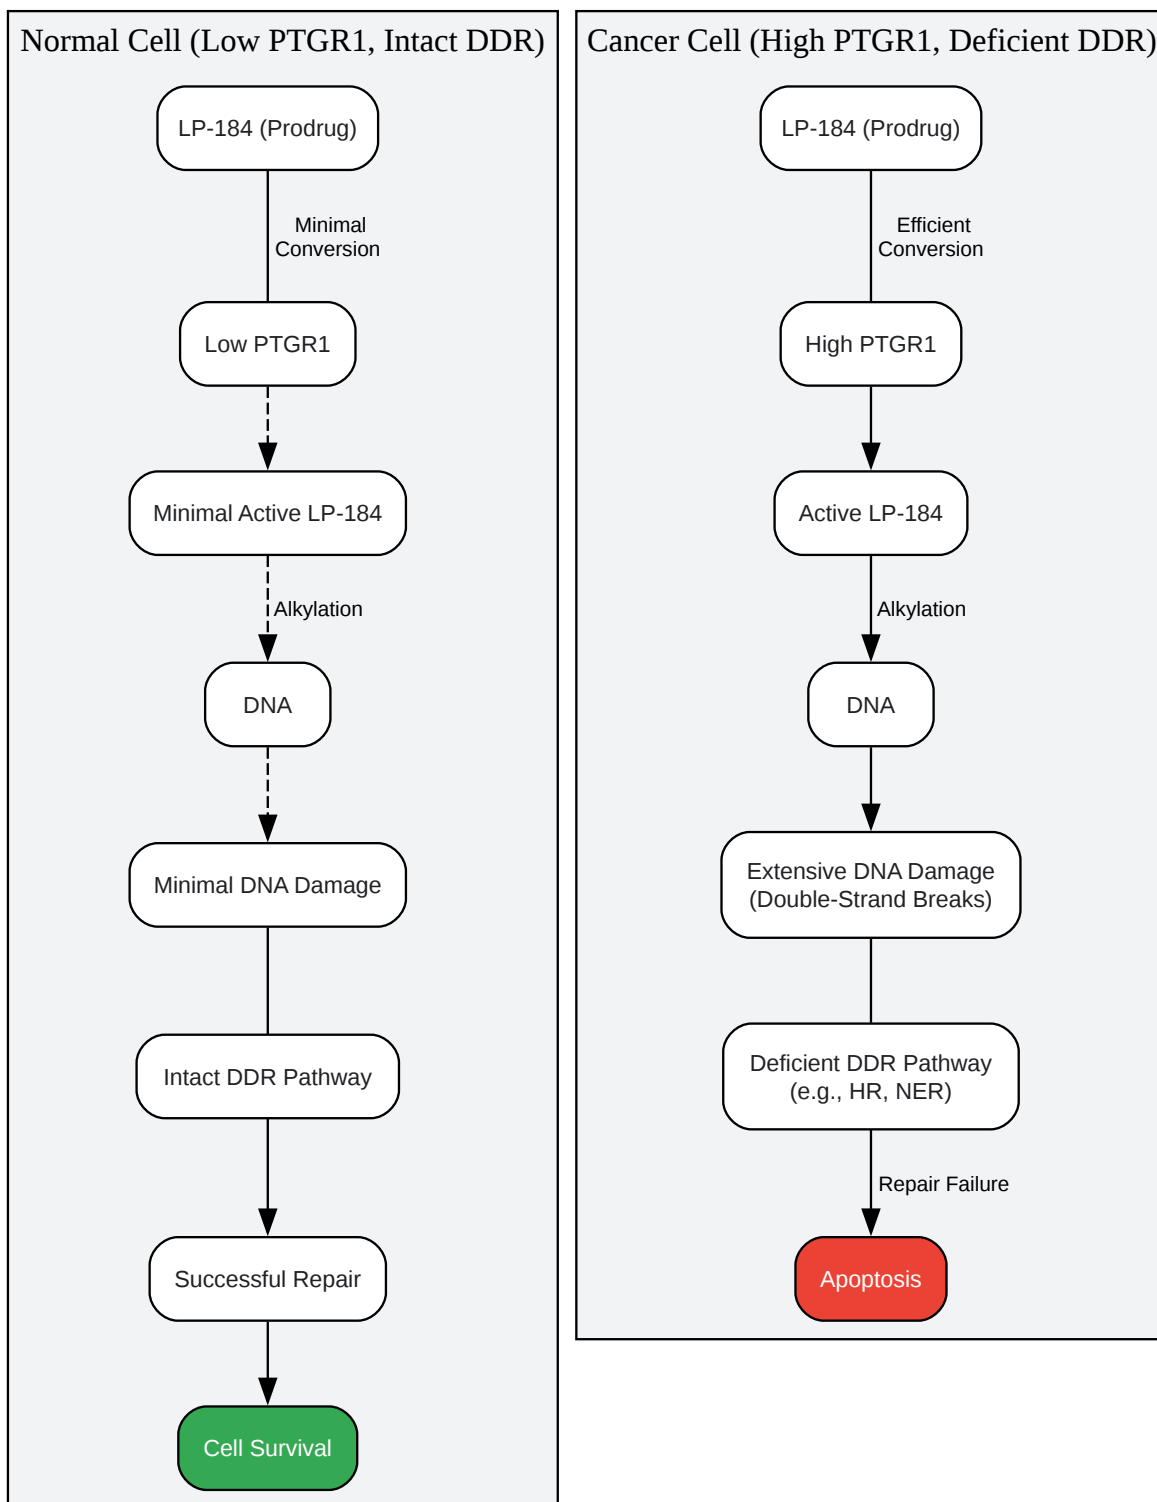 Normal Cell (Low PTGR1, Intact DDR)
LP-184 (Prodrug)
Minimal
Conversion
Low PTGR1
Minimal Active LP-184
Alkylation
DNA
Minimal DNA Damage
Intact DDR Pathway
Successful Repair
Cell Survival
Cancer Cell (High PTGR1, Deficient DDR)
LP-184 (Prodrug)
Efficient
Conversion
High PTGR1
Active LP-184
Alkylation
DNA
Extensive DNA Damage
(Double-Strand Breaks)
Deficient DDR Pathway
(e.g., HR, NER)
Repair Failure
Apoptosis